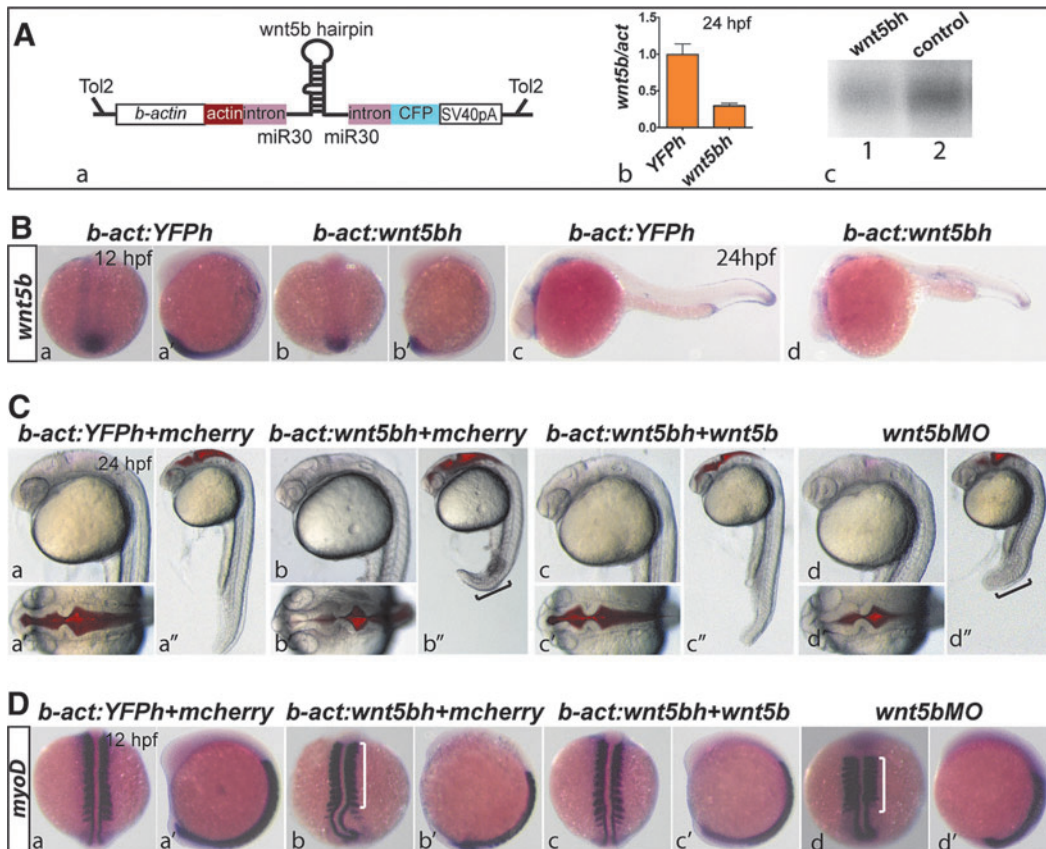 A
wnt5b hairpin
Tol2
Tol2
b-actin
actin
intron
intron
CFP
SV40pA
miR30
miR30
a
wnt5b/act
24 hpf
1.5
1.0
0.5
0.0
YFPh
wnt5bh
b
wnt5bh
control
1
2
c
B
b-act:YFPh
b-act:wnt5bh
b-act:YFPh
b-act:wnt5bh
wnt5b
12 hpf
24hpf
a
a'
b
b'
c
d
C
b-act:YFPh+mcherry
b-act:wnt5bh+mcherry
b-act:wnt5bh+wnt5b
wnt5bMO
24 hpf
a
b
c
d
a'
a"
b'
b"
c'
c"
d'
d"
D
b-act:YFPh+mcherry
b-act:wnt5bh+mcherry
b-act:wnt5bh+wnt5b
wnt5bMO
myoD
12 hpf
a
a'
b
b'
c
c'
d
d'